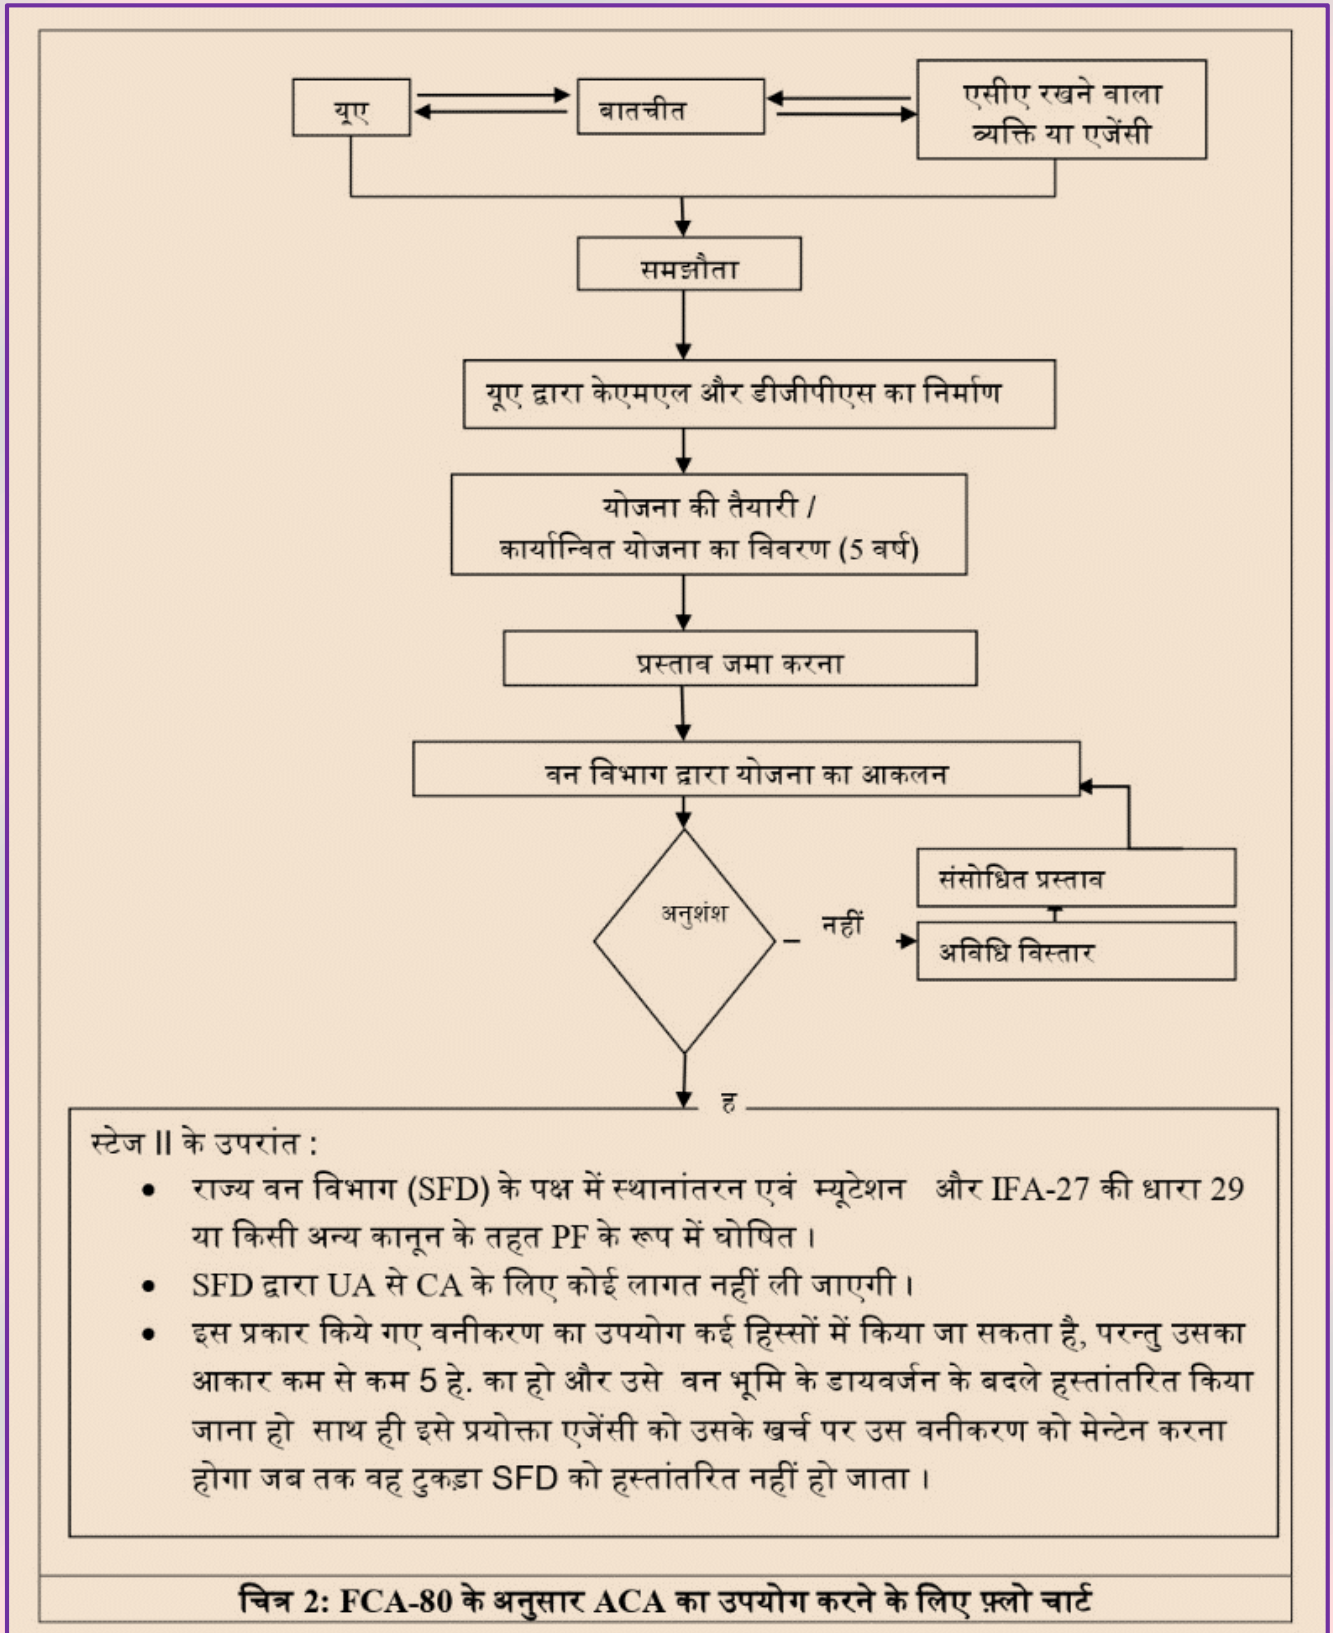 यूए
बातचीत
एसीए रखने वाला
व्यक्ति या एजेंसी
समझौता
यूए द्वारा केएमएल और डीजीपीएस का निर्माण
योजना की तैयारी /
कार्यान्वित योजना का विवरण (5 वर्ष)
प्रस्ताव जमा करना
वन विभाग द्वारा योजना का आकलन
संसोधित प्रस्ताव
अनुशंश
नहीं
अविधि विस्तार
ह
स्टेज II के उपरांत :
• राज्य वन विभाग (SFD) के पक्ष में स्थानांतरन एवं म्यूटेशन और IFA-27 की धारा 29
या किसी अन्य कानून के तहत PF के रूप में घोषित ।
• SFD द्वारा UA से CA के लिए कोई लागत नहीं ली जाएगी ।
• इस प्रकार किये गए वनीकरण का उपयोग कई हिस्सों में किया जा सकता है, परन्तु उसका
आकार कम से कम 5 हे. का हो और उसे वन भूमि के डायवर्जन के बदले हस्तांतरित किया
जाना हो साथ ही इसे प्रयोक्ता एजेंसी को उसके खर्च पर उस वनीकरण को मेन्टेन करना
होगा जब तक वह टुकड़ा SFD को हस्तांतरित नहीं हो जाता ।
चित्र 2: FCA-80 के अनुसार ACA का उपयोग करने के लिए फ़्लो चार्ट